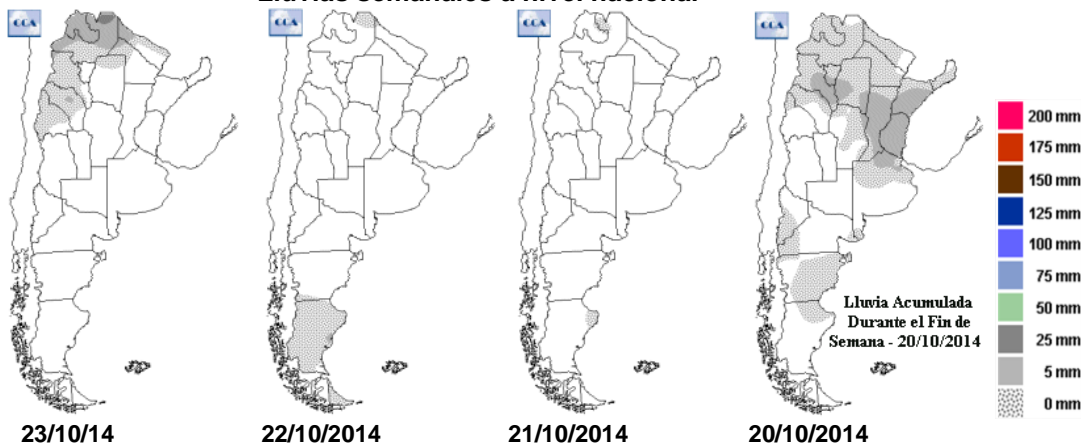 Lluvias semanales a nivel nacional
CCA
CCA
CCA
CCA
200 mm
175 mm
150 mm
125 mm
100 mm
75 mm
50 mm
25 mm
5 mm
0 mm
Lluvia Acumulada
Durante el Fin de
Semana - 20/10/2014
23/10/14
22/10/2014
21/10/2014
20/10/2014